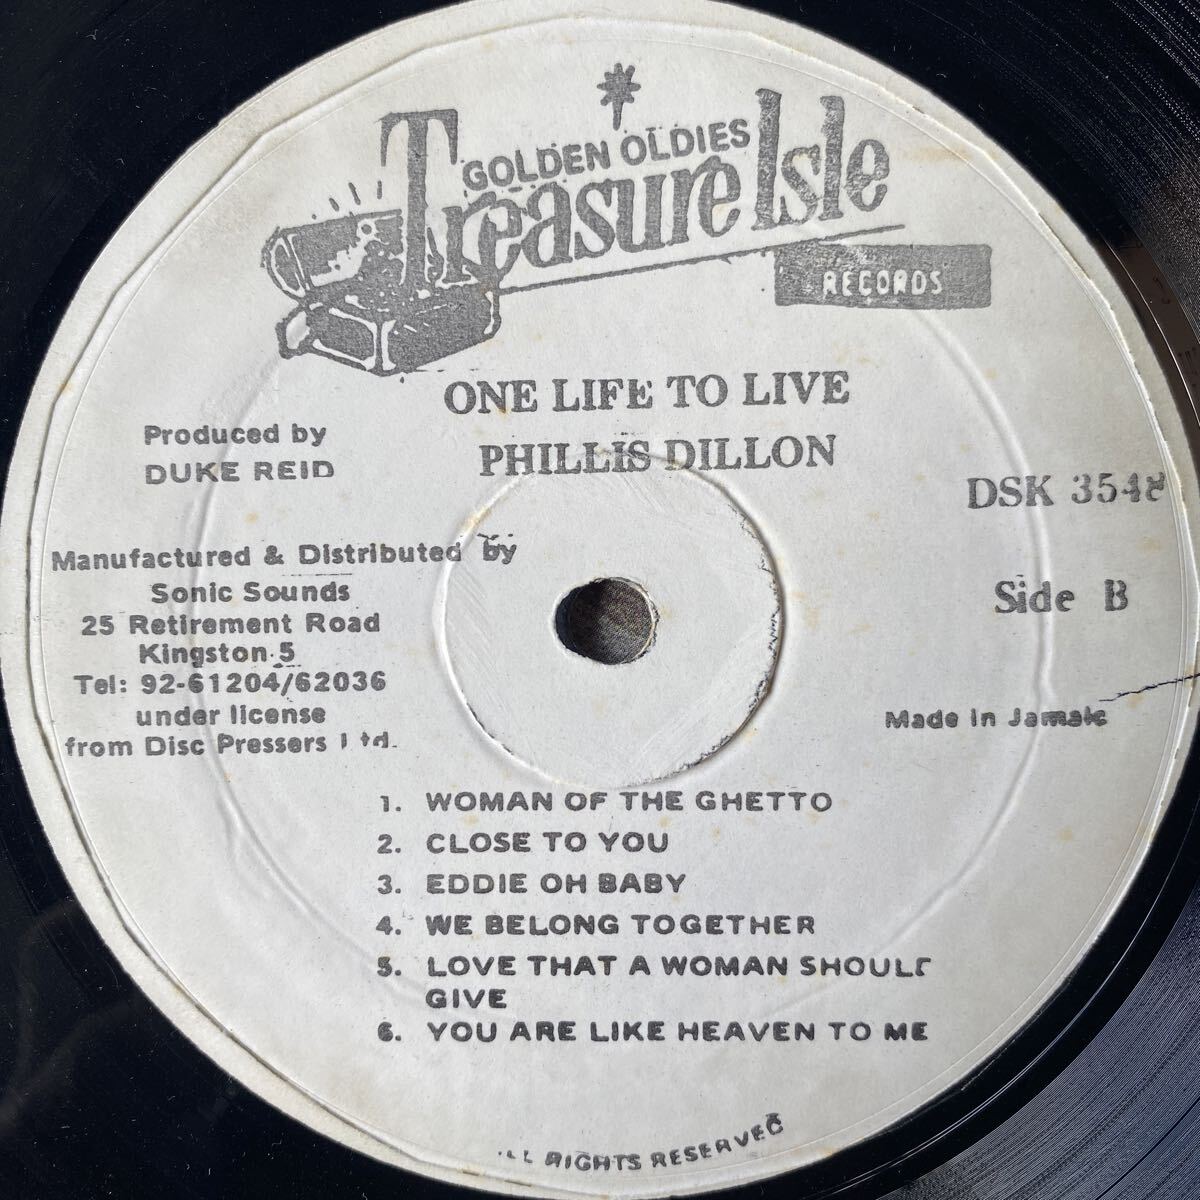 GOLDEN OLDIES
Treasure Isle
RECORDS
ONE LIFE TO LIVE
PHILLIS DILLON
Produced by
DUKE REID
DSK 3548
Manufactured & Distributed by
Sonic Sounds
25 Retirement Road
Kingston 5
Tel: 92-61204/62036
under license
from Disc Pressers Ltd.
Side B
Made in Jamaic
1. WOMAN OF THE GHETTO
2. CLOSE TO YOU
3. EDDIE OH BABY
4. WE BELONG TOGETHER
5. LOVE THAT A WOMAN SHOULD
GIVE
6. YOU ARE LIKE HEAVEN TO ME
ALL RIGHTS RESERVED